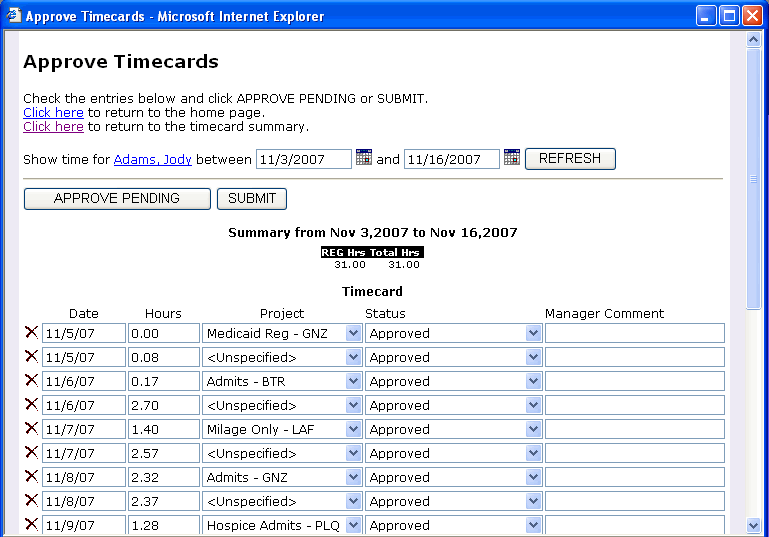 Approve Timecards - Microsoft Internet Explorer
Approve Timecards
Check the entries below and click APPROVE PENDING or SUBMIT.
Click here to return to the home page.
Click here to return to the timecard summary.
Show time for Adams, Jody between 11/3/2007 and 11/16/2007 REFRESH
APPROVE PENDING SUBMIT
Summary from Nov 3,2007 to Nov 16,2007
REG Hrs Total Hrs
31.00 31.00
Timecard
Date Hours Project Status Manager Comment
11/5/07 0.00 Medicaid Reg - GNZ Approved
11/5/07 0.08 <Unspecified> Approved
11/6/07 0.17 Admits - BTR Approved
11/6/07 2.70 <Unspecified> Approved
11/7/07 1.40 Milage Only - LAF Approved
11/7/07 2.57 <Unspecified> Approved
11/8/07 2.32 Admits - GNZ Approved
11/8/07 2.37 <Unspecified> Approved
11/9/07 1.28 Hospice Admits - PLQ Approved